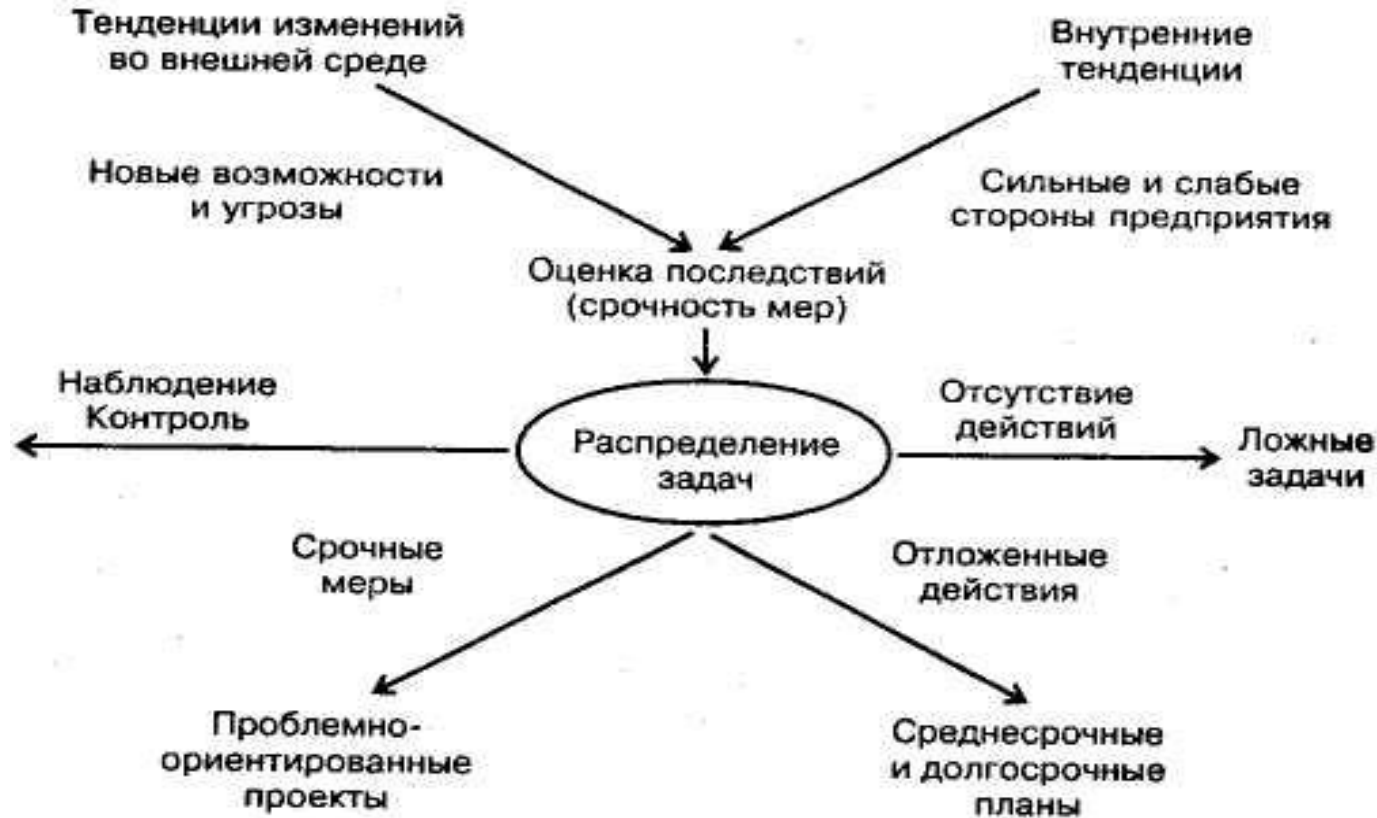 Тенденции изменений
во внешней среде
Внутренние
тенденции
Новые возможности
и угрозы
Сильные и слабые
стороны предприятия
Оценка последствий
(срочность мер)
Наблюдение
Контроль
Распределение
задач
Отсутствие
действий
Ложные
задачи
Срочные
меры
Отложенные
действия
Проблемно-
ориентированные
проекты
Среднесрочные
и долгосрочные
планы